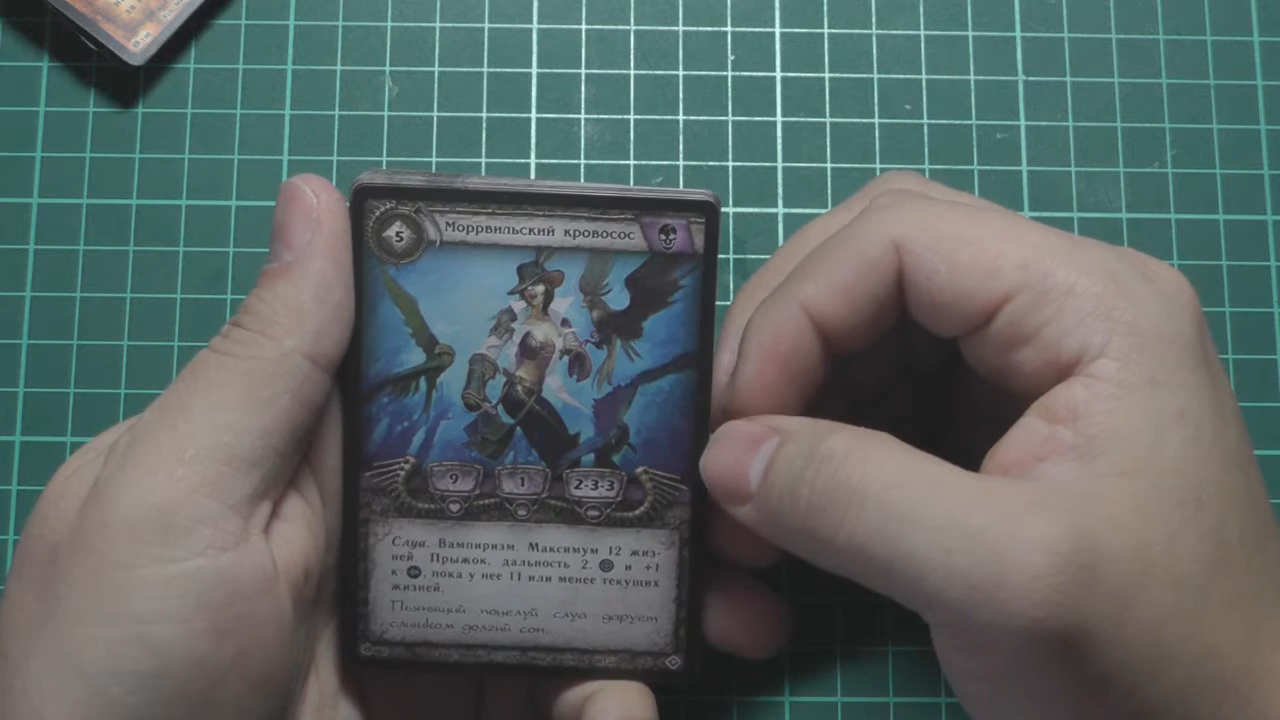 5
Моррвильский кровосос
9 1 2-3-3
Слуа. Вампиризм. Максимум 12 жиз-
ней. Прыжок, дальность 2. и +1
к , пока у нее 11 или менее текущих
жизней.
Пьянящий поцелуй слуа дарует
слишком долгий сон.